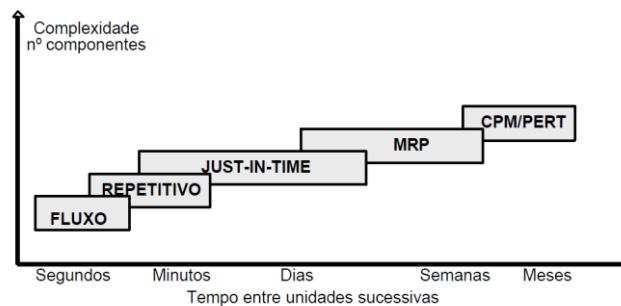 Complexidade
nº componentes
CPM/PERT
MRP
JUST-IN-TIME
REPETITIVO
FLUXO
Segundos Minutos Dias Semanas Meses
Tempo entre unidades sucessivas